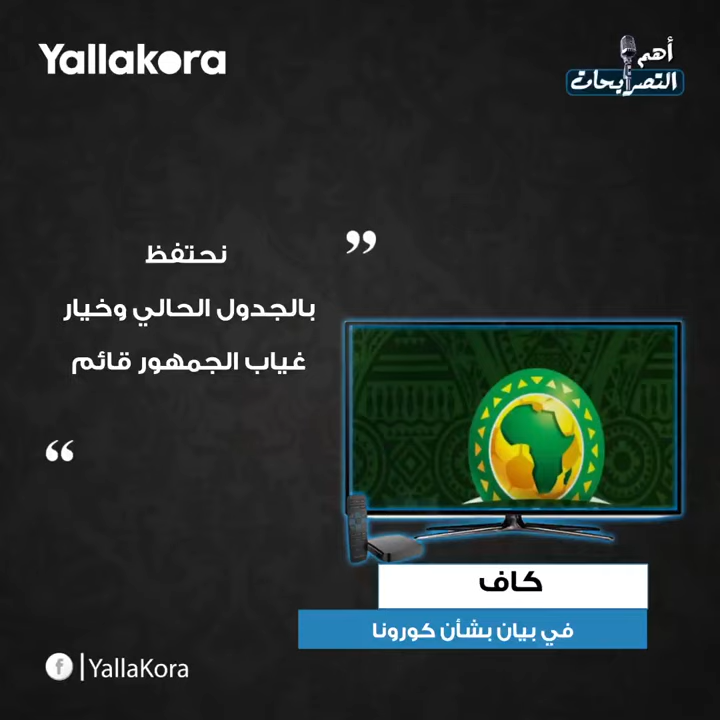 Yallakora
أهم
التصريحات
نحتفظ
بالجدول الحالي وخيار
غياب الجمهور قائم
كاف
في بيان بشأن كورونا
f | YallaKora